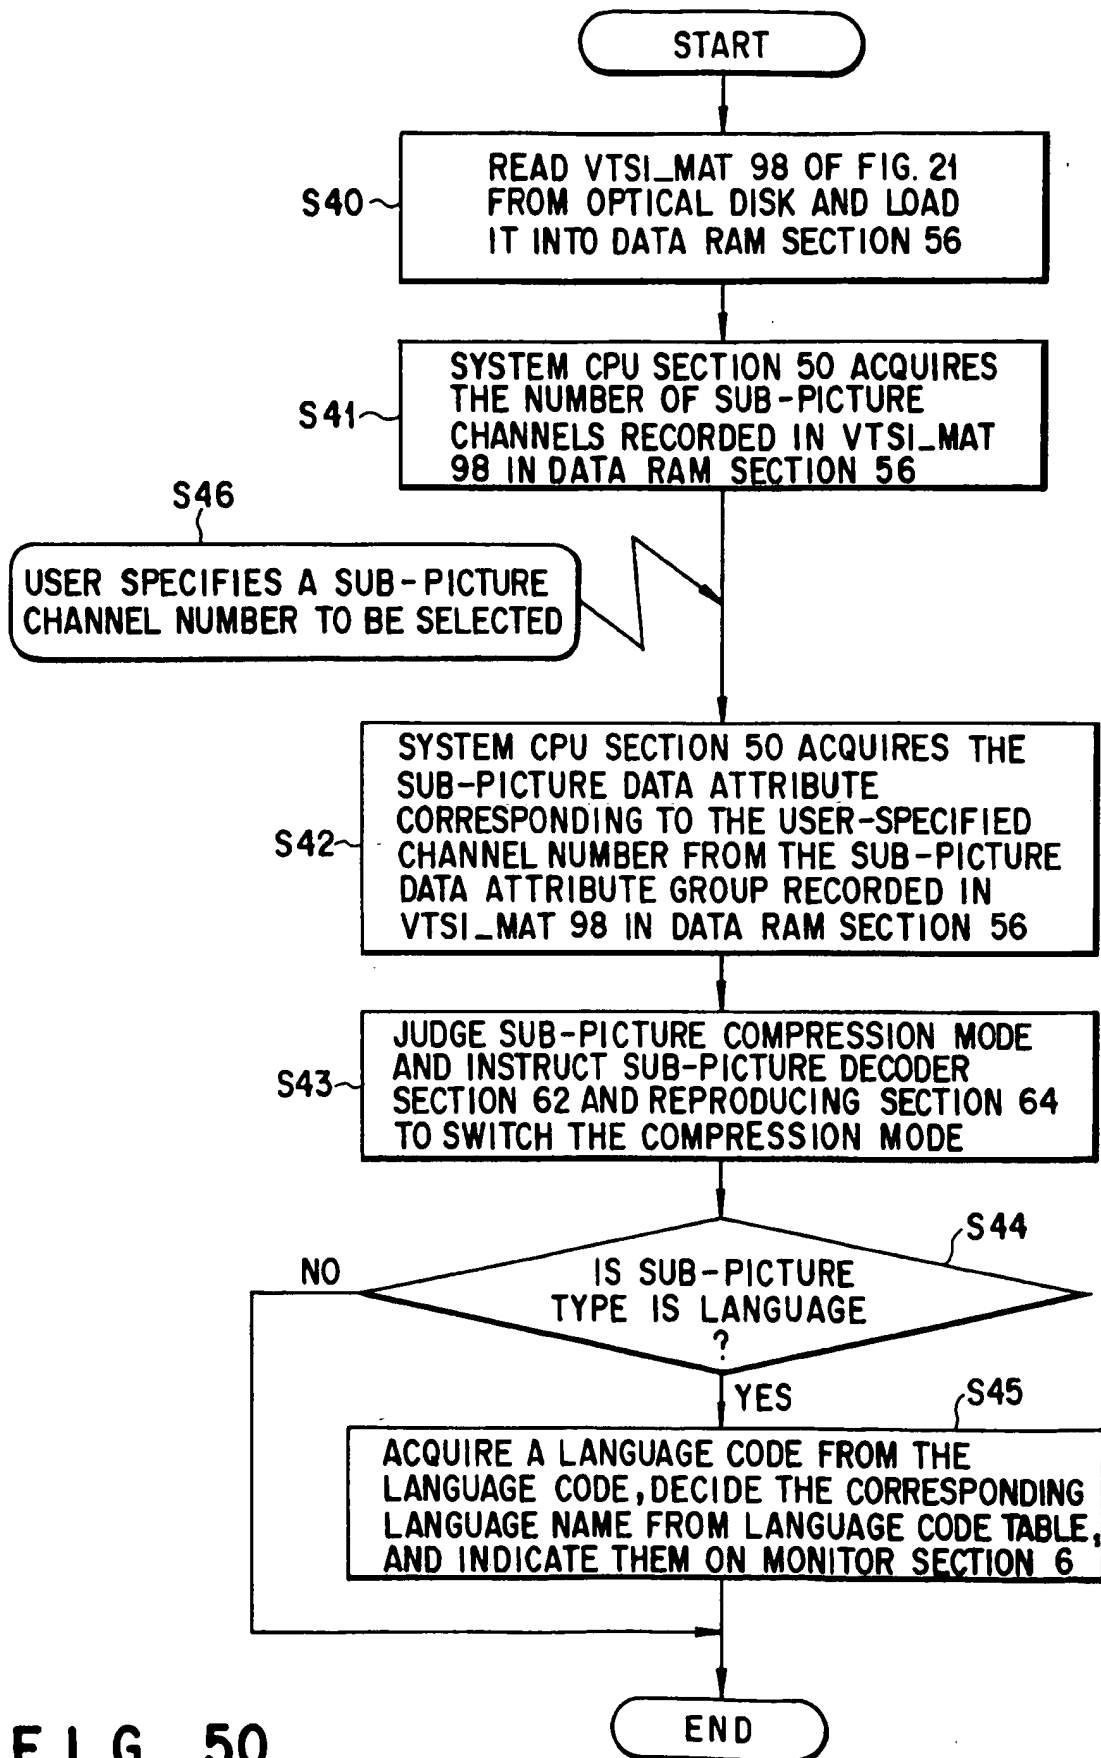 START
READ VTSI_MAT 98 OF FIG. 21
FROM OPTICAL DISK AND LOAD
IT INTO DATA RAM SECTION 56
S40
SYSTEM CPU SECTION 50 ACQUIRES
THE NUMBER OF SUB-PICTURE
CHANNELS RECORDED IN VTSI_MAT
98 IN DATA RAM SECTION 56
S41
S46
USER SPECIFIES A SUB-PICTURE
CHANNEL NUMBER TO BE SELECTED
SYSTEM CPU SECTION 50 ACQUIRES THE
SUB-PICTURE DATA ATTRIBUTE
CORRESPONDING TO THE USER-SPECIFIED
CHANNEL NUMBER FROM THE SUB-PICTURE
DATA ATTRIBUTE GROUP RECORDED IN
VTSI_MAT 98 IN DATA RAM SECTION 56
S42
JUDGE SUB-PICTURE COMPRESSION MODE
AND INSTRUCT SUB-PICTURE DECODER
SECTION 62 AND REPRODUCING SECTION 64
TO SWITCH THE COMPRESSION MODE
S43
S44
NO
IS SUB-PICTURE
TYPE IS LANGUAGE
?
YES
S45
ACQUIRE A LANGUAGE CODE FROM THE
LANGUAGE CODE, DECIDE THE CORRESPONDING
LANGUAGE NAME FROM LANGUAGE CODE TABLE,
AND INDICATE THEM ON MONITOR SECTION 6
END
FIG. 50